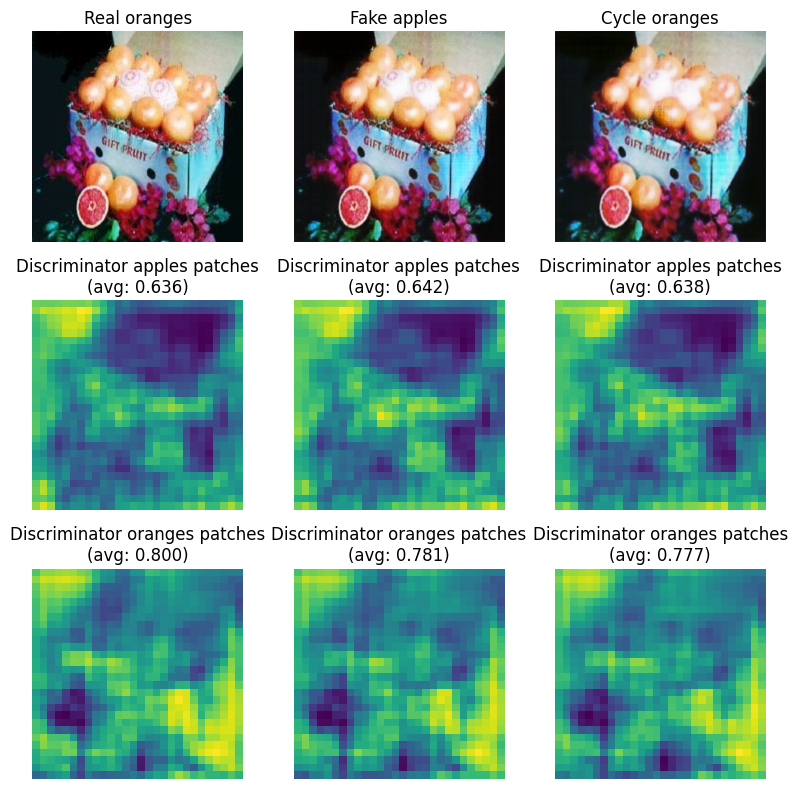 Real oranges
Fake apples
Cycle oranges
GIFT FRUIT
GIFT FRUIT
GIFT FRUIT
Discriminator apples patches
(avg: 0.636)
Discriminator apples patches
(avg: 0.642)
Discriminator apples patches
(avg: 0.638)
Discriminator oranges patches
(avg: 0.800)
Discriminator oranges patches
(avg: 0.781)
Discriminator oranges patches
(avg: 0.777)